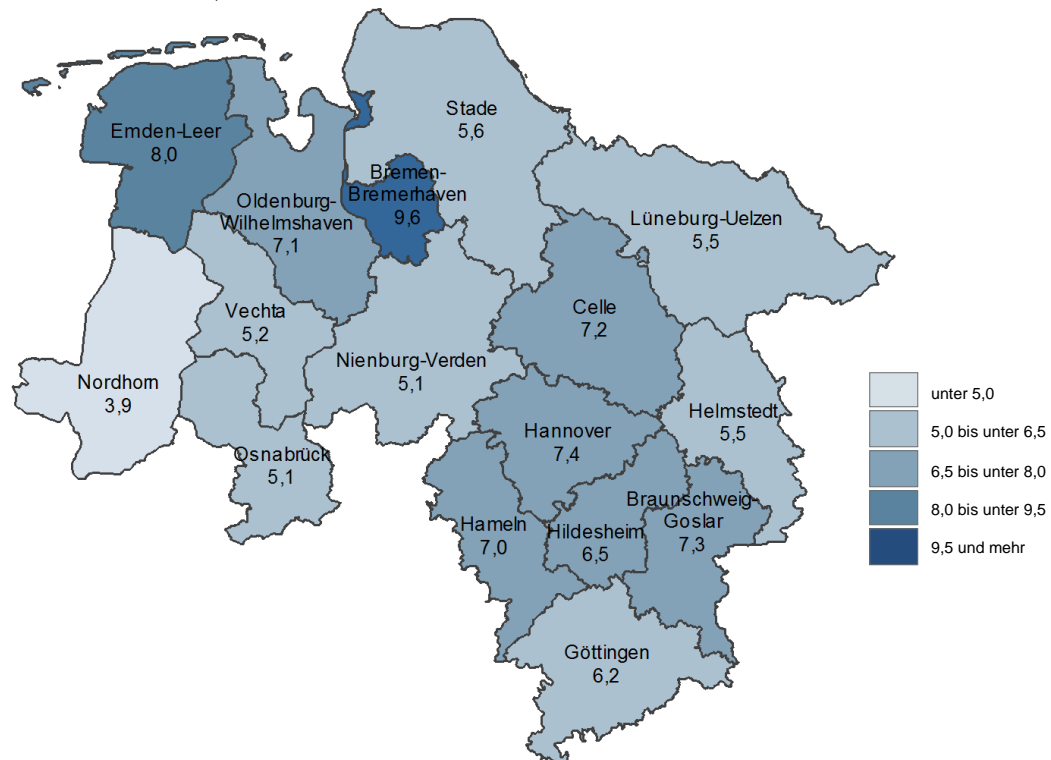 Stade
5,6
Emden-Leer
8,0
Bremen-
Bremerhaven
9,6
Oldenburg-
Wilhelmshaven
7,1
Lüneburg-Uelzen
5,5
Vechta
5,2
Celle
7,2
Nienburg-Verden
5,1
Nordhorn
3,9
Helmstedt
5,5
Hannover
7,4
Osnabrück
5,1
Braunschweig-
Goslar
7,3
Hameln
7,0
Hildesheim
6,5
Göttingen
6,2
unter 5,0
5,0 bis unter 6,5
6,5 bis unter 8,0
8,0 bis unter 9,5
9,5 und mehr